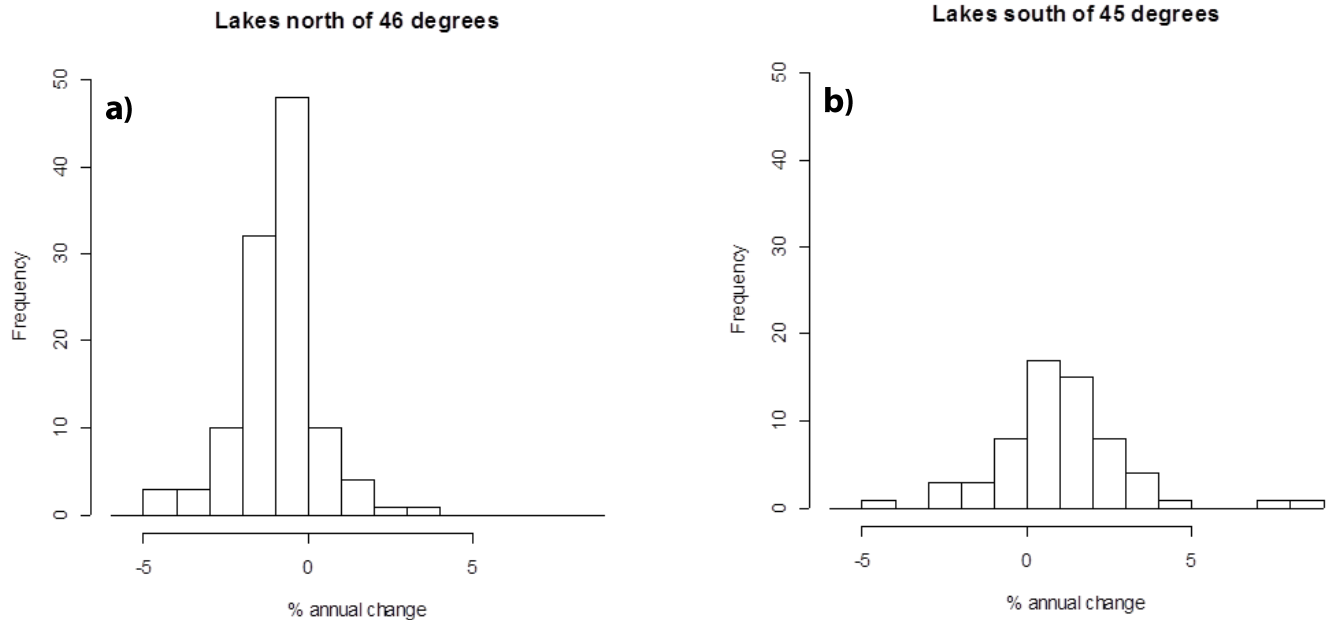 Lakes north of 46 degrees
a)
Frequency
50
40
30
20
10
0
-5 0 5
% annual change
Lakes south of 45 degrees
b)
Frequency
50
40
30
20
10
0
-5 0 5
% annual change